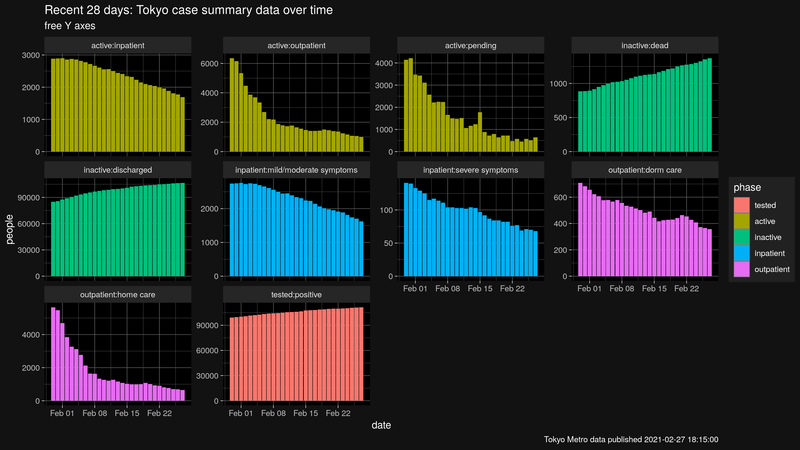 Recent 28 days: Tokyo case summary data over time
free Y axes
active:inpatient
active:outpatient
active:pending
inactive:dead
3000
2000
1000
0
6000
4000
2000
0
4000
3000
2000
1000
0
1000
500
0
inactive:discharged
inpatient:mild/moderate symptoms
inpatient:severe symptoms
outpatient:dorm care
90000
60000
30000
0
2000
1000
0
100
50
0
600
400
200
0
Feb 01 Feb 08 Feb 15 Feb 22
Feb 01 Feb 08 Feb 15 Feb 22
outpatient:home care
tested:positive
4000
2000
0
90000
60000
30000
0
Feb 01 Feb 08 Feb 15 Feb 22
Feb 01 Feb 08 Feb 15 Feb 22
people
date
phase
tested
active
inactive
inpatient
outpatient
Tokyo Metro data published 2021-02-27 18:15:00